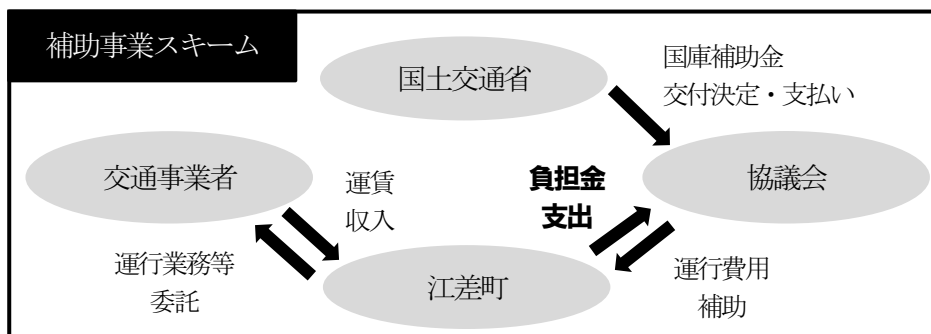 補助事業スキーム
国土交通省
国庫補助金
交付決定・支払い
交通事業者
運賃
収入
負担金
支出
協議会
運行業務等
委託
江差町
運行費用
補助